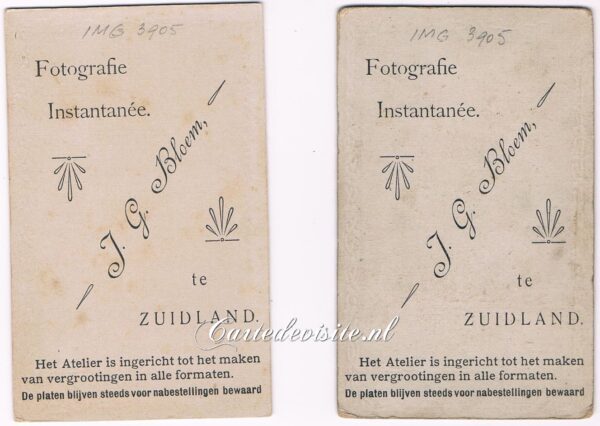 IMG 3905
Fotografie
Instantanée.
J. G. Bloem,
te
ZUIDLAND.
Het Atelier is ingericht tot het maken
van vergrootingen in alle formaten.
De platen blijven steeds voor nabestellingen bewaard
IMG 3905
Fotografie
Instantanée.
J. G. Bloem,
te
ZUIDLAND.
Het Atelier is ingericht tot het maken
van vergrootingen in alle formaten.
De platen blijven steeds voor nabestellingen bewaard
Cartedevisite.nl